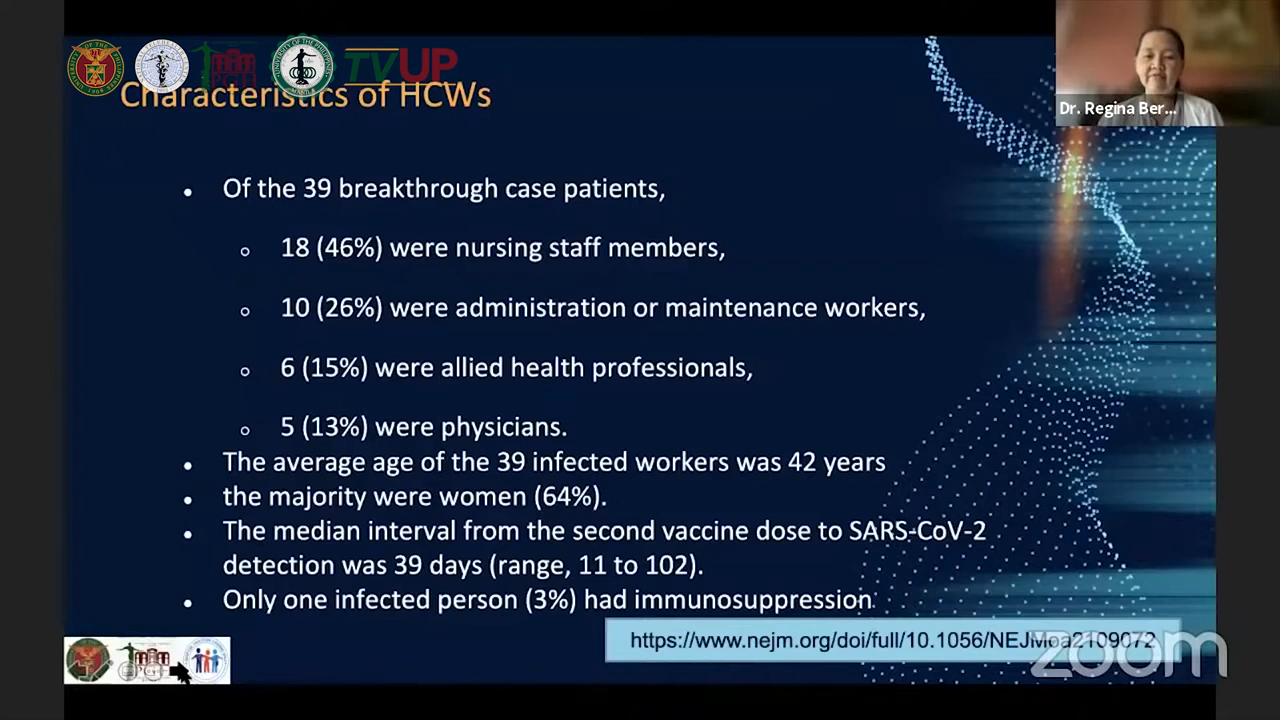 TVUP
PGH
Characteristics of HCWs
Dr. Regina Ber...
• Of the 39 breakthrough case patients,
○ 18 (46%) were nursing staff members,
○ 10 (26%) were administration or maintenance workers,
○ 6 (15%) were allied health professionals,
○ 5 (13%) were physicians.
• The average age of the 39 infected workers was 42 years
• the majority were women (64%).
• The median interval from the second vaccine dose to SARS-CoV-2
detection was 39 days (range, 11 to 102).
• Only one infected person (3%) had immunosuppression
https://www.nejm.org/doi/full/10.1056/NEJMoa2109072
zoom